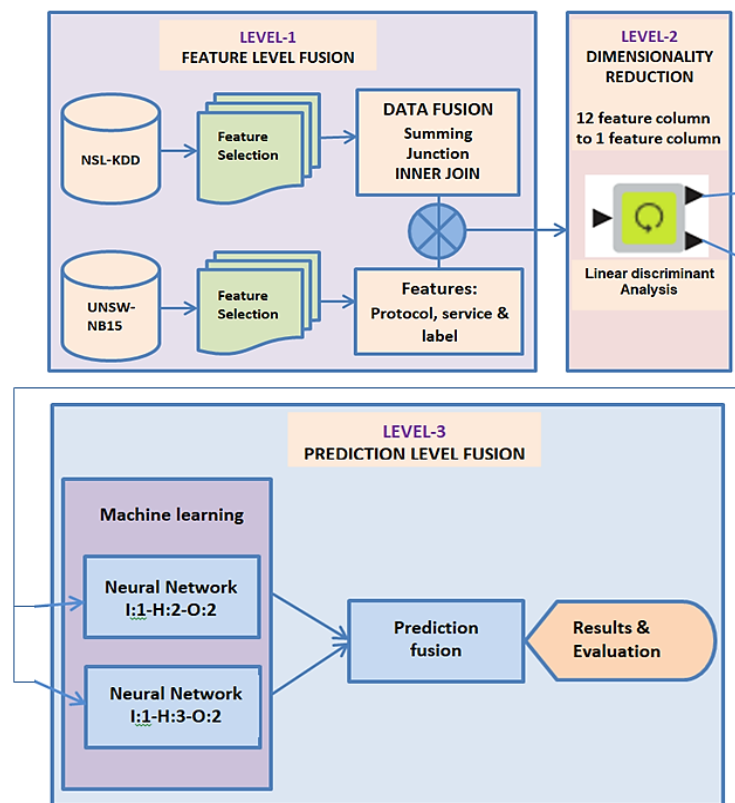 LEVEL-1
FEATURE LEVEL FUSION
NSL-KDD
Feature
Selection
DATA FUSION
Summing
Junction
INNER JOIN
UNSW-
NB15
Feature
Selection
Features:
Protocol, service &
label
LEVEL-2
DIMENSIONALITY
REDUCTION
12 feature column
to 1 feature column
Linear discriminant
Analysis
LEVEL-3
PREDICTION LEVEL FUSION
Machine learning
Neural Network
I:1-H:2-O:2
Neural Network
I:1-H:3-O:2
Prediction
fusion
Results &
Evaluation